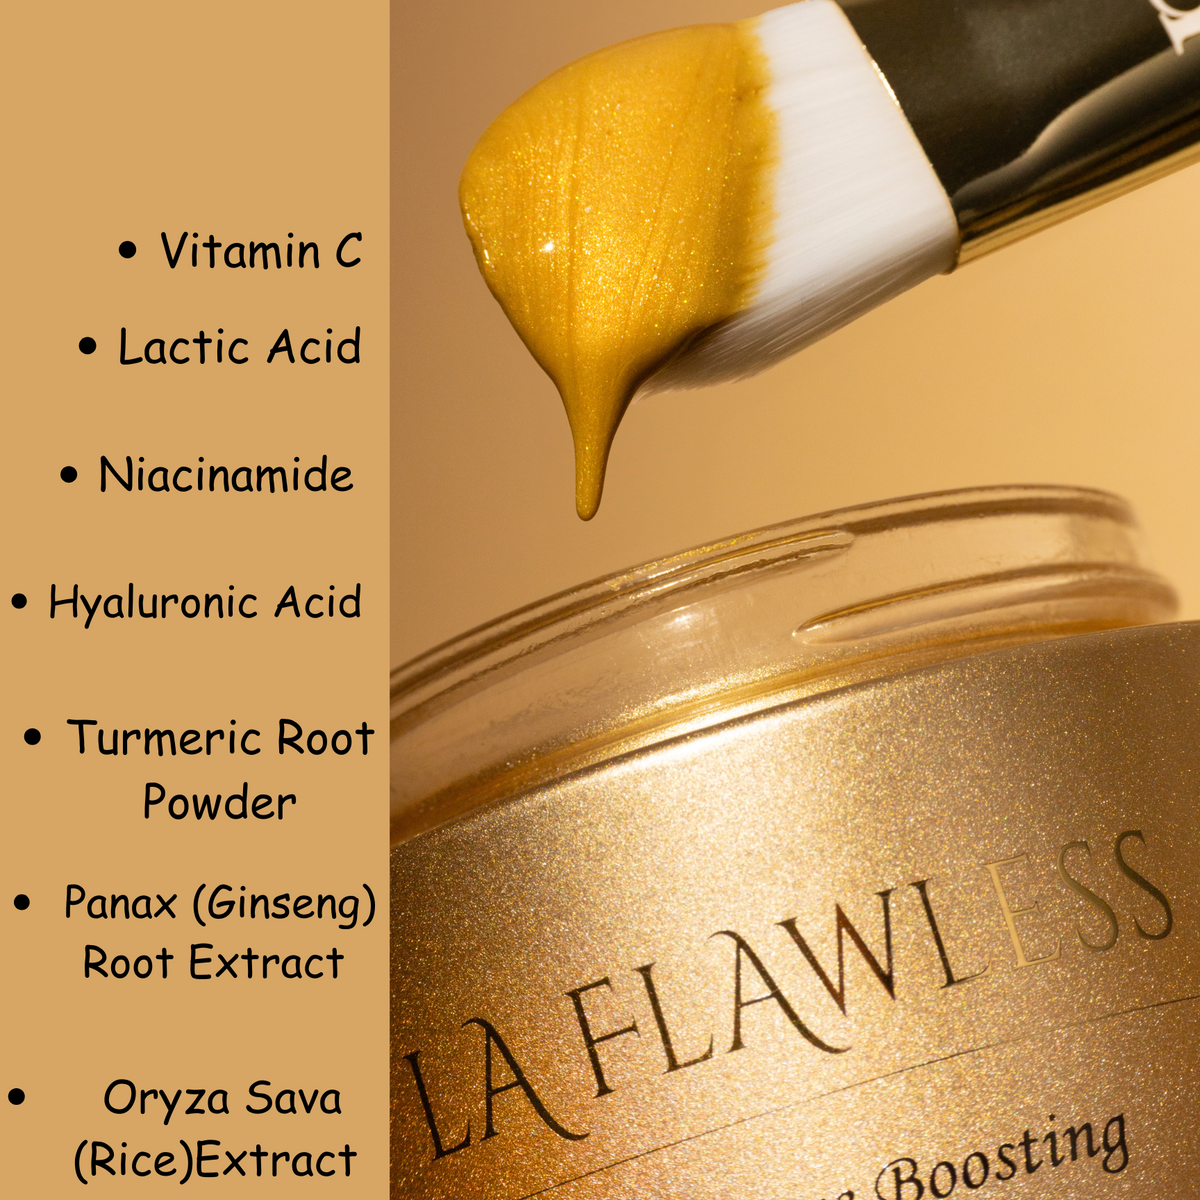 • Vitamin C
• Lactic Acid
• Niacinamide
• Hyaluronic Acid
• Turmeric Root
Powder
• Panax (Ginseng)
Root Extract
• Oryza Sava
(Rice)Extract
LA FLAWLESS
Boosting